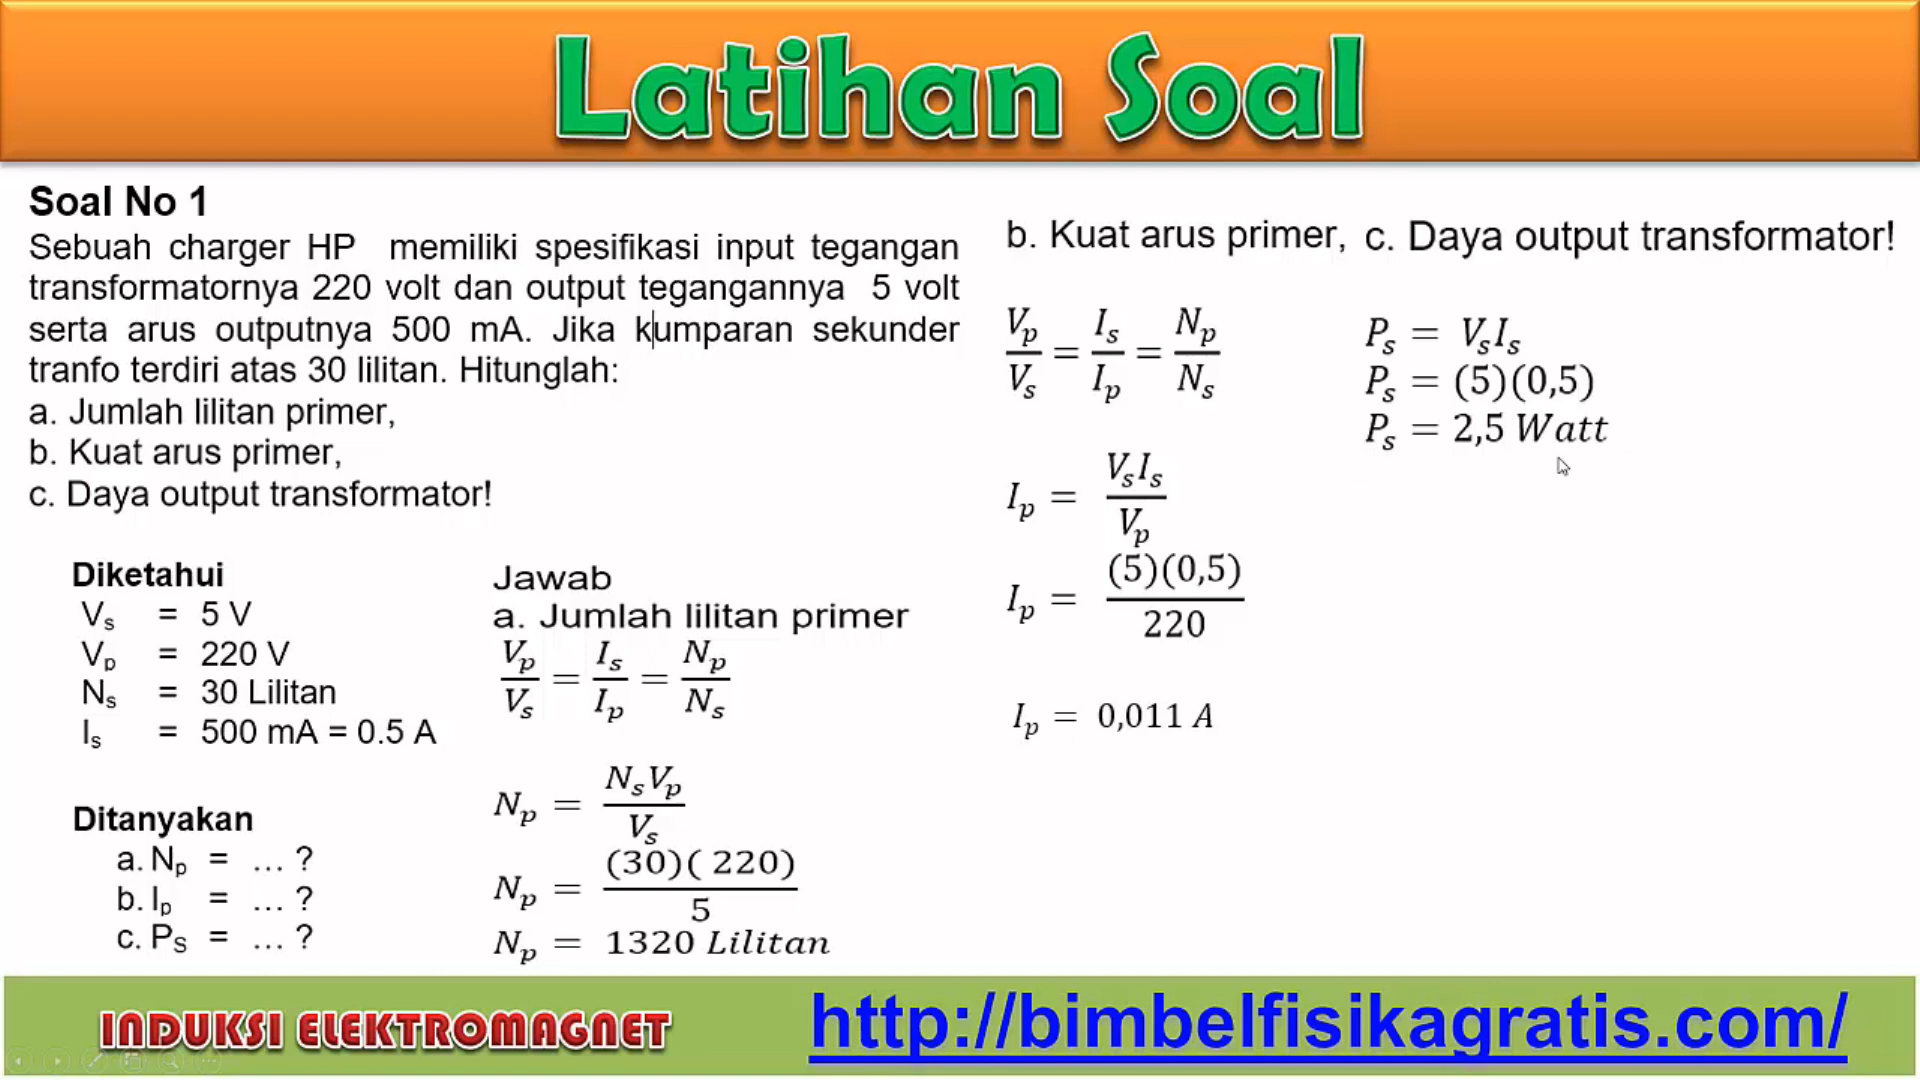 Latihan Soal
Soal No 1
Sebuah charger HP memiliki spesifikasi input tegangan
transformatornya 220 volt dan output tegangannya 5 volt
serta arus outputnya 500 mA. Jika kumparan sekunder
tranfo terdiri atas 30 lilitan. Hitunglah:
a. Jumlah lilitan primer,
b. Kuat arus primer,
c. Daya output transformator!
Diketahui
Vₛ = 5 V
Vₚ = 220 V
Nₛ = 30 Lilitan
Iₛ = 500 mA = 0.5 A
Ditanyakan
a. Nₚ = ... ?
b. Iₚ = ... ?
c. P_S = ... ?
Jawab
a. Jumlah lilitan primer
Vₚ/Vₛ = Iₛ/Iₚ = Nₚ/Nₛ
Nₚ = NₛVₚ/Vₛ
Nₚ = (30)( 220)/5
Nₚ = 1320 Lilitan
b. Kuat arus primer,
Vₚ/Vₛ = Iₛ/Iₚ = Nₚ/Nₛ
Iₚ = VₛIₛ/Vₚ
Iₚ = (5)(0,5)/220
Iₚ = 0,011 A
c. Daya output transformator!
Pₛ = VₛIₛ
Pₛ = (5)(0,5)
Pₛ = 2,5 Watt
INDUKSI ELEKTROMAGNET
http://bimbelfisikagratis.com/